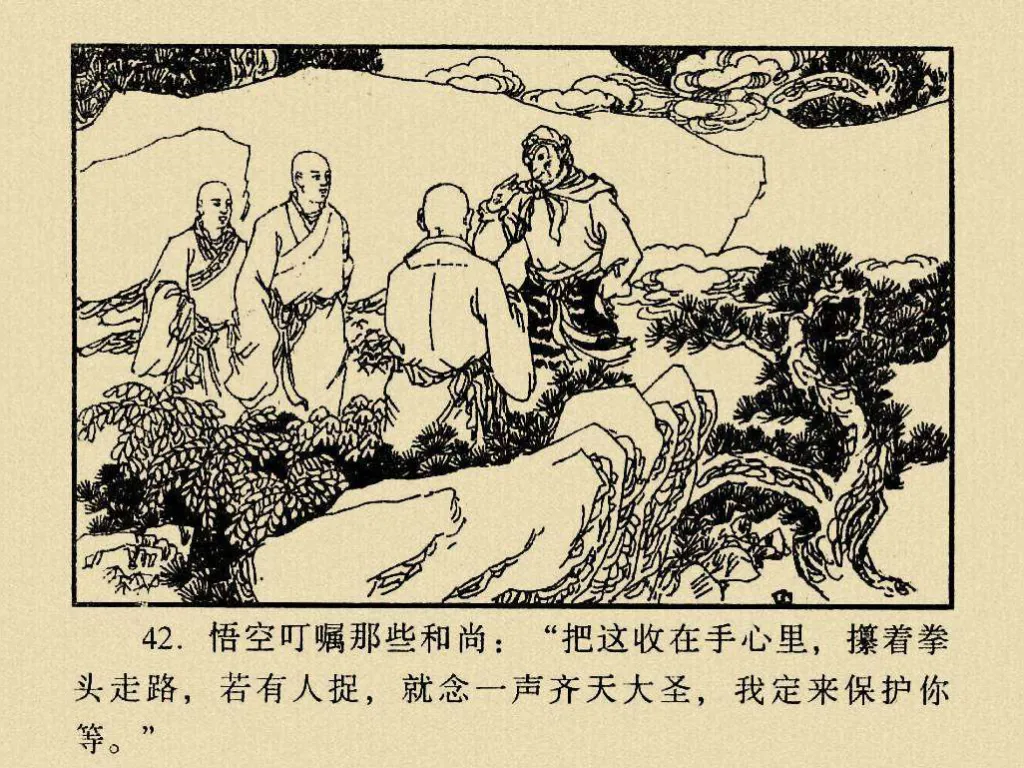 42. 悟空叮嘱那些和尚：“把这收在手心里，攥着拳
头走路，若有人捉，就念一声齐天大圣，我定来保护你
等。”